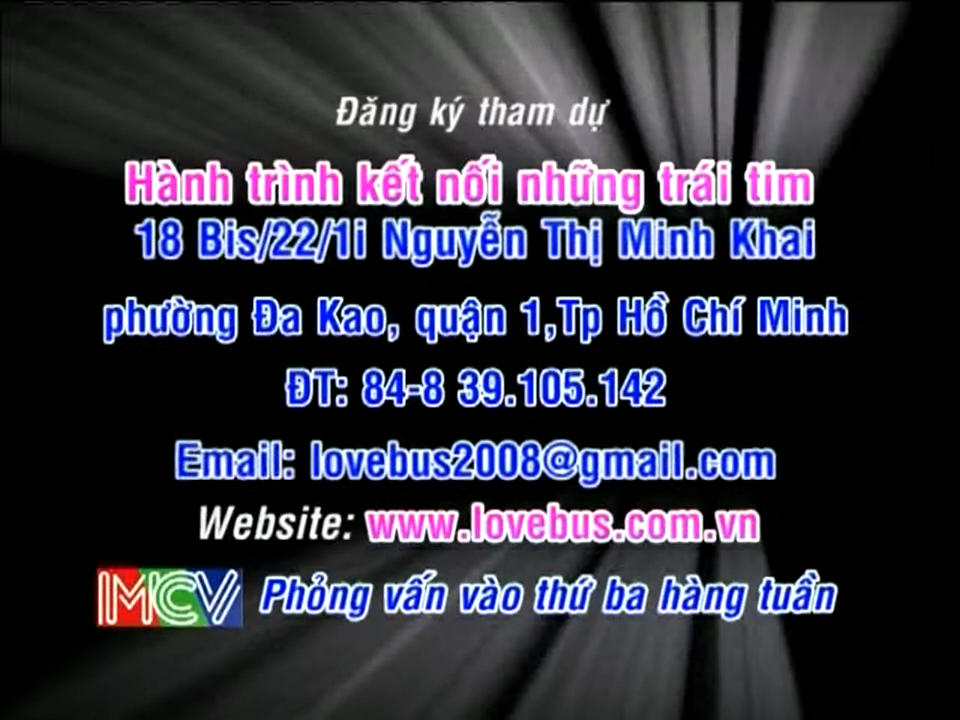 Đăng ký tham dự
Hành trình kết nối những trái tim
18 Bis/22/1i Nguyễn Thị Minh Khai
phường Đa Kao, quận 1,Tp Hồ Chí Minh
ĐT: 84-8 39.105.142
Email: lovebus2008@gmail.com
Website: www.lovebus.com.vn
MCV Phỏng vấn vào thứ ba hàng tuần